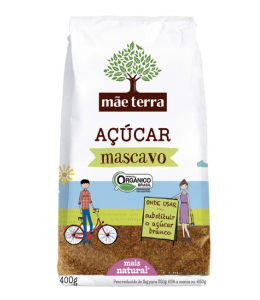 mãe terra
AÇÚCAR
mascavo
ORGÂNICO
BRASIL
ONDE USAR
substituir
o açúcar
branco
mais
natural
400g